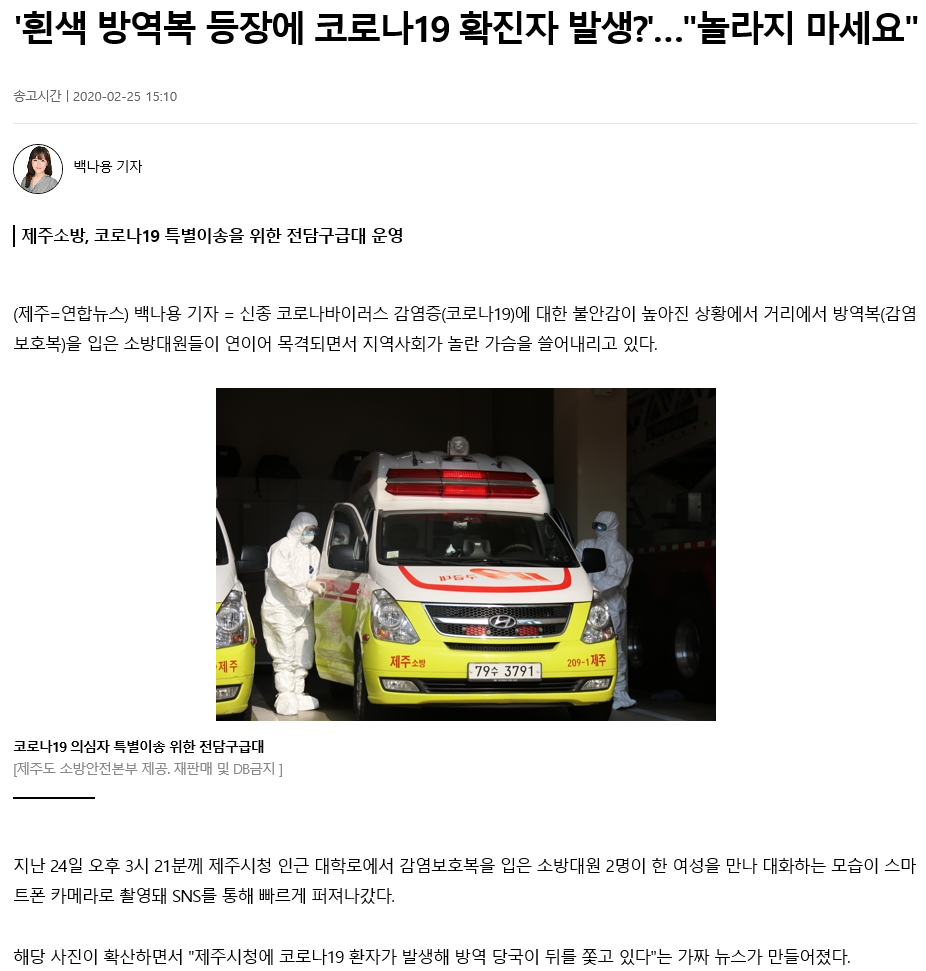 '흰색 방역복 등장에 코로나19 확진자 발생?'…"놀라지 마세요"
송고시간 | 2020-02-25 15:10
백나용 기자
제주소방, 코로나19 특별이송을 위한 전담구급대 운영
(제주=연합뉴스) 백나용 기자 = 신종 코로나바이러스 감염증(코로나19)에 대한 불안감이 높아진 상황에서 거리에서 방역복(감염
보호복)을 입은 소방대원들이 연이어 목격되면서 지역사회가 놀란 가슴을 쓸어내리고 있다.
119 구급대
제주
제주소방
79수 3791
209-1제주
코로나19 의심자 특별이송 위한 전담구급대
[제주도 소방안전본부 제공. 재판매 및 DB금지 ]
지난 24일 오후 3시 21분께 제주시청 인근 대학로에서 감염보호복을 입은 소방대원 2명이 한 여성을 만나 대화하는 모습이 스마
트폰 카메라로 촬영돼 SNS를 통해 빠르게 퍼져나갔다.
해당 사진이 확산하면서 "제주시청에 코로나19 환자가 발생해 방역 당국이 뒤를 쫓고 있다"는 가짜 뉴스가 만들어졌다.